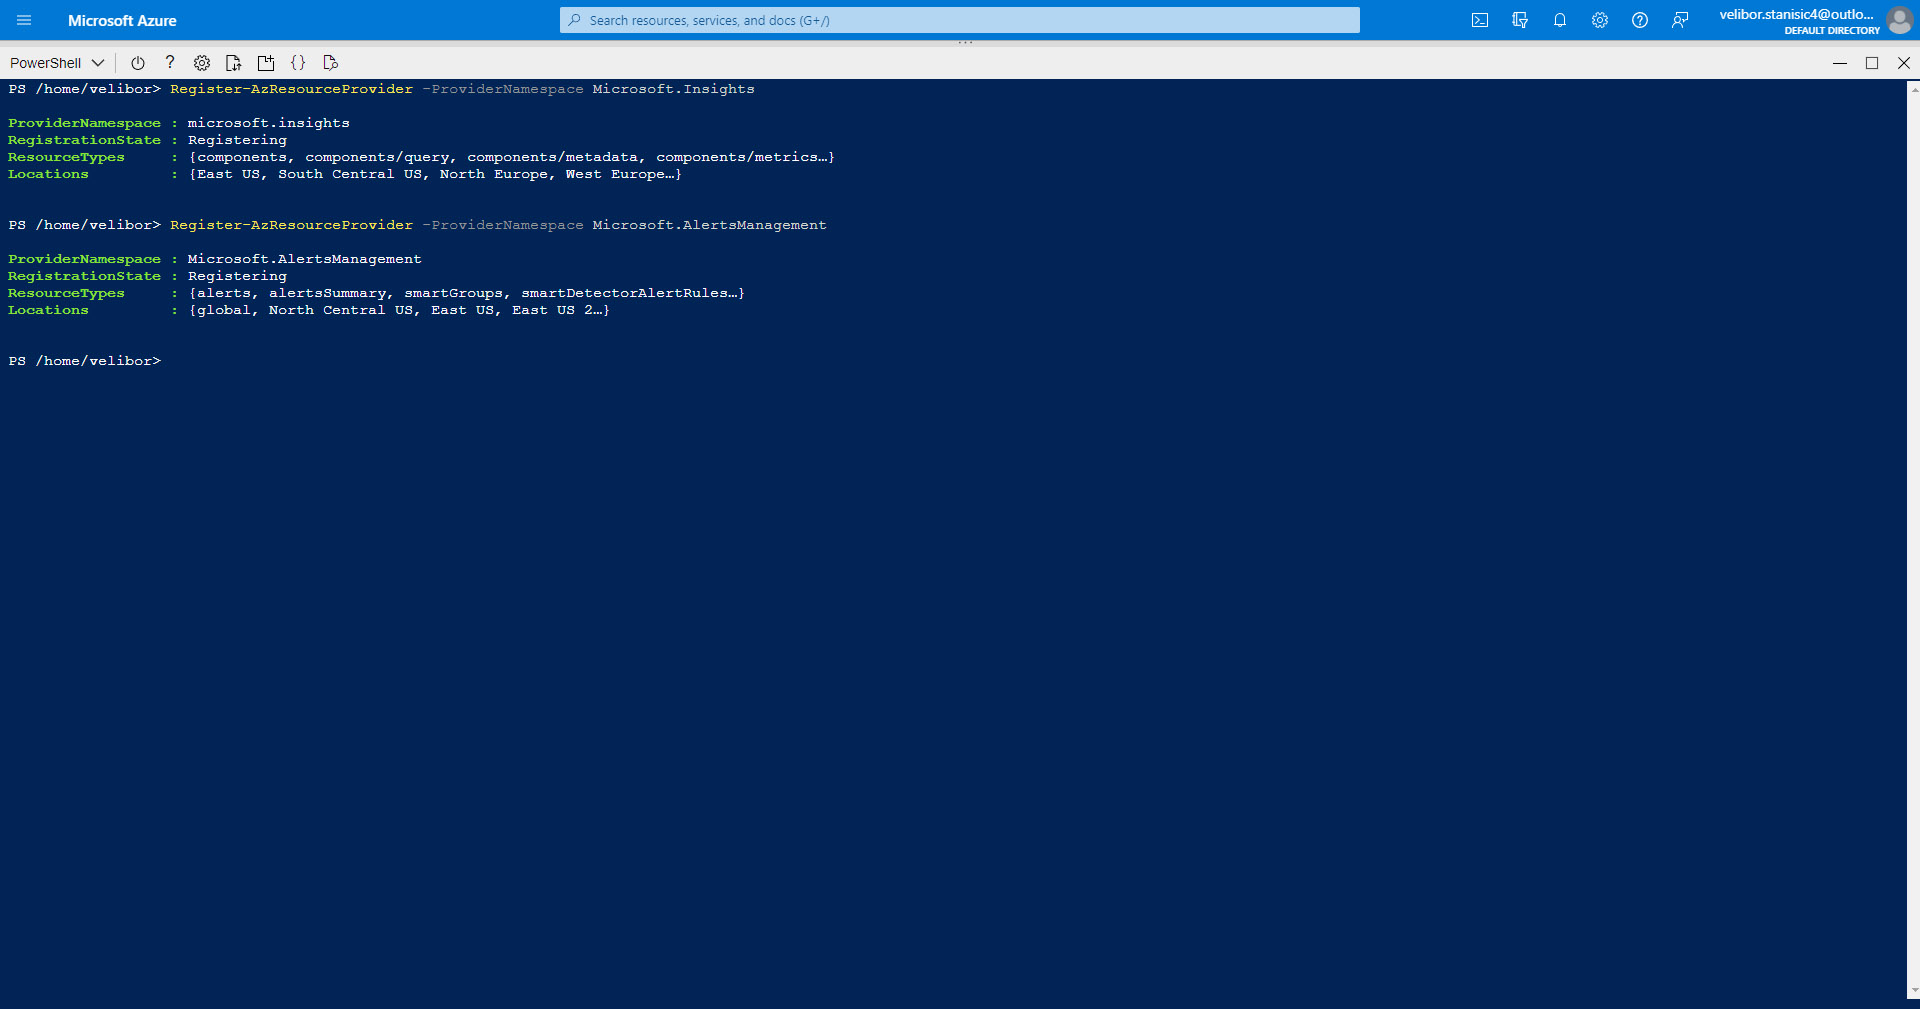 Microsoft Azure
Search resources, services, and docs (G+/)
velibor.stanisic4@outlo...
DEFAULT DIRECTORY
PowerShell
PS /home/velibor> Register-AzResourceProvider -ProviderNamespace Microsoft.Insights
ProviderNamespace : microsoft.insights
RegistrationState : Registering
ResourceTypes     : {components, components/query, components/metadata, components/metrics…}
Locations         : {East US, South Central US, North Europe, West Europe…}
PS /home/velibor> Register-AzResourceProvider -ProviderNamespace Microsoft.AlertsManagement
ProviderNamespace : Microsoft.AlertsManagement
RegistrationState : Registering
ResourceTypes     : {alerts, alertsSummary, smartGroups, smartDetectorAlertRules…}
Locations         : {global, North Central US, East US, East US 2…}
PS /home/velibor>